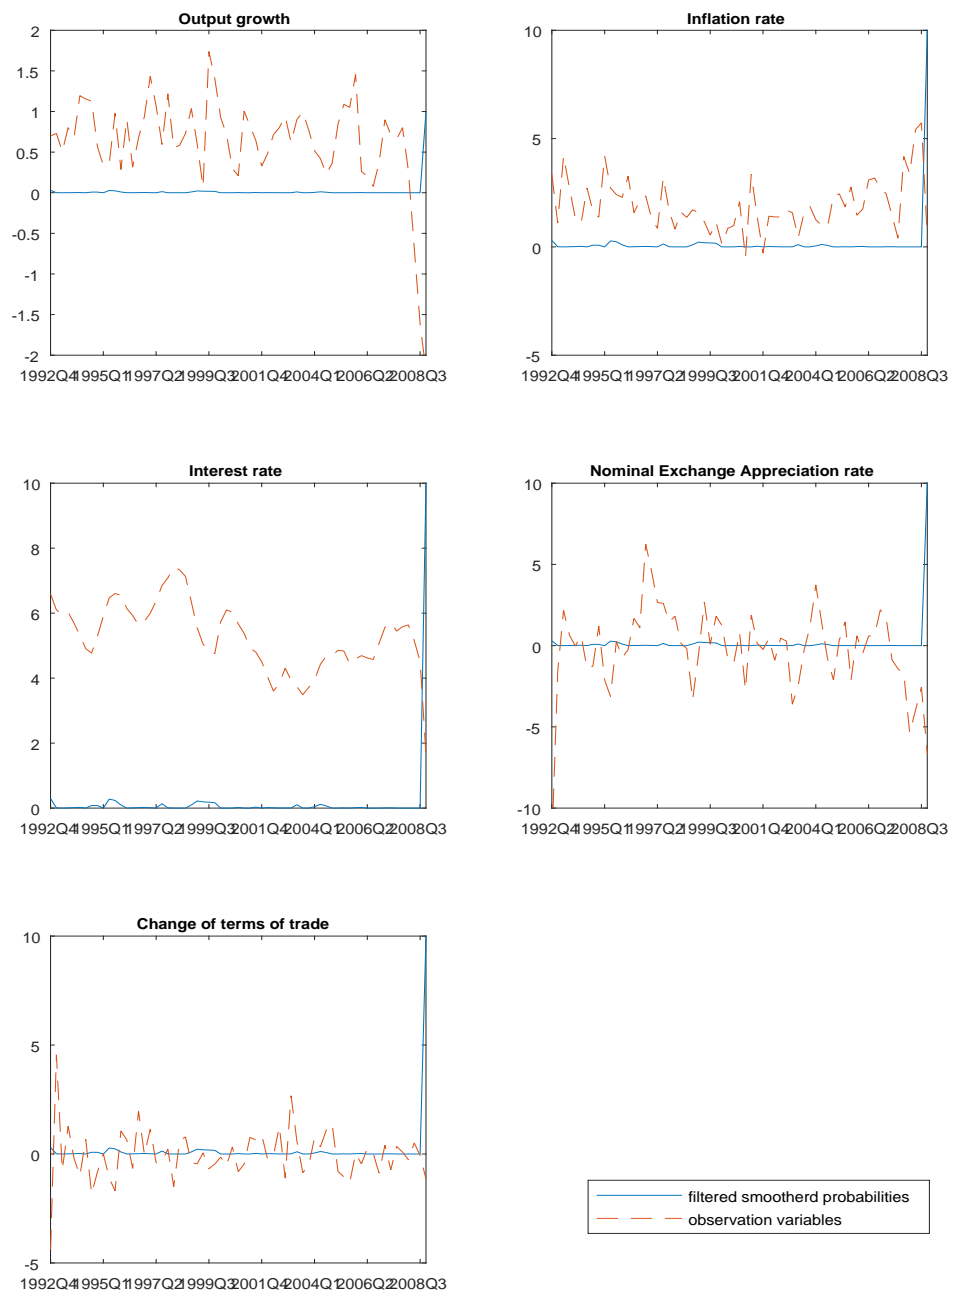 Output growth
2
1.5
1
0.5
0
-0.5
-1
-1.5
-2
1992Q4 1995Q1 1997Q2 1999Q3 2001Q4 2004Q1 2006Q2 2008Q3
Inflation rate
10
5
0
-5
1992Q4 1995Q1 1997Q2 1999Q3 2001Q4 2004Q1 2006Q2 2008Q3
Interest rate
10
8
6
4
2
0
1992Q4 1995Q1 1997Q2 1999Q3 2001Q4 2004Q1 2006Q2 2008Q3
Nominal Exchange Appreciation rate
10
5
0
-5
-10
1992Q4 1995Q1 1997Q2 1999Q3 2001Q4 2004Q1 2006Q2 2008Q3
Change of terms of trade
10
5
0
-5
1992Q4 1995Q1 1997Q2 1999Q3 2001Q4 2004Q1 2006Q2 2008Q3
filtered smootherd probabilities
observation variables